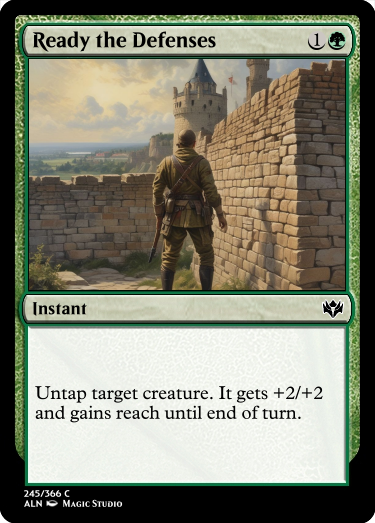 Ready the Defenses 1
Instant
Untap target creature. It gets +2/+2
and gains reach until end of turn.
245/366 C
ALN Magic Studio